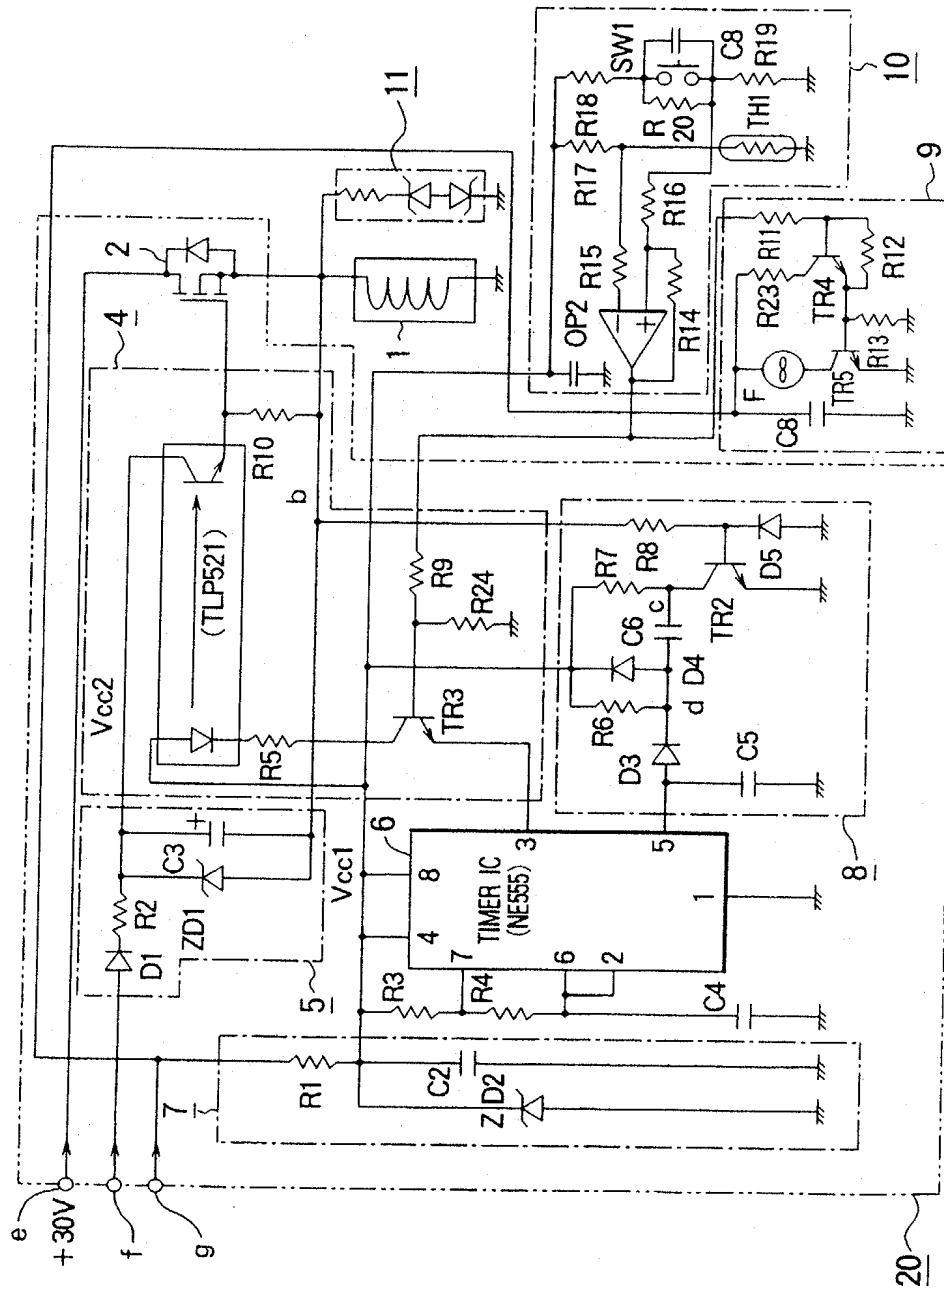 e
+30V
f
g
20
7
R1
C2
ZD2
5
D1
R2
ZD1
C3
+
Vcc1
Vcc2
R3
R4
C4
7
6
2
4
8
TIMER IC
(NE555)
1
3
5
6
(TLP521)
R5
TR3
R9
R24
R10
b
4
2
1
11
8
D3
C5
R6
d
D4
C6
c
R7
R8
TR2
D5
OP2
R14
R15
R16
R17
R18
SW1
R
20
C8
R19
TH1
10
9
C8
F
TR5
R13
R23
TR4
R11
R12